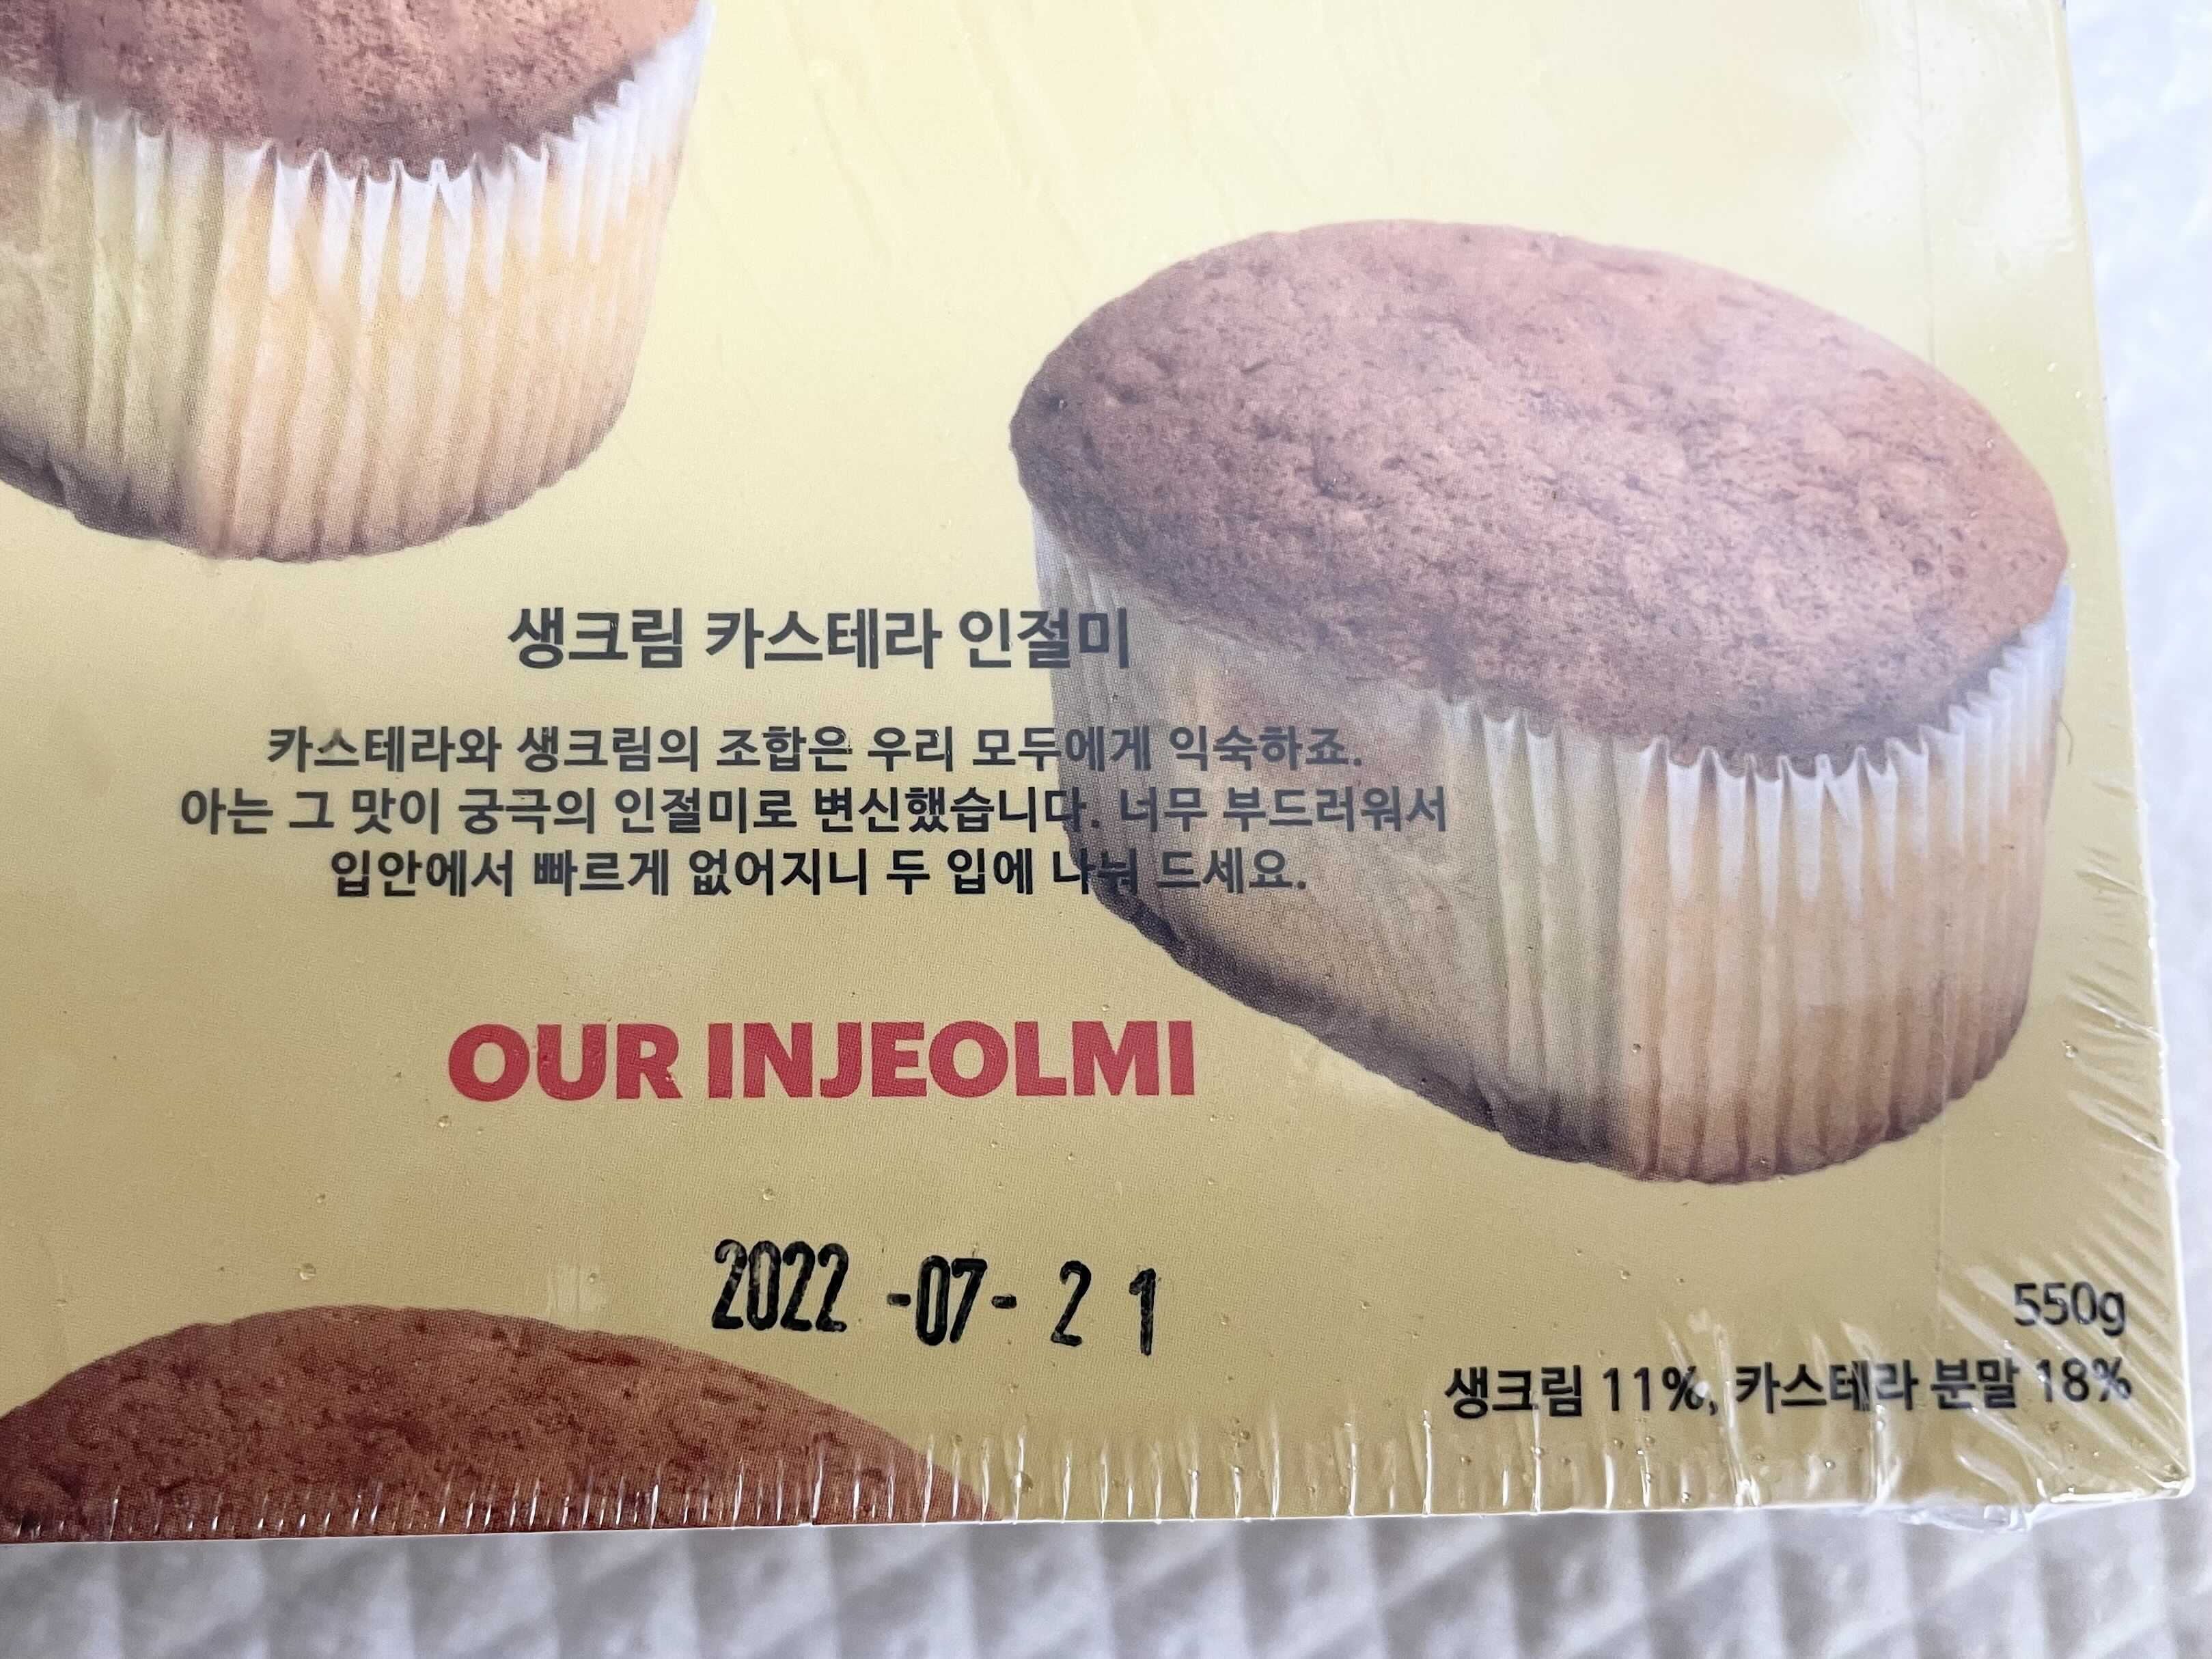 생크림 카스테라 인절미
카스테라와 생크림의 조합은 우리 모두에게 익숙하죠.
아는 그 맛이 궁극의 인절미로 변신했습니다. 너무 부드러워서
입안에서 빠르게 없어지니 두 입에 나눠 드세요.
OUR INJEOLMI
2022 -07- 2 1
550g
생크림 11%, 카스테라 분말 18%